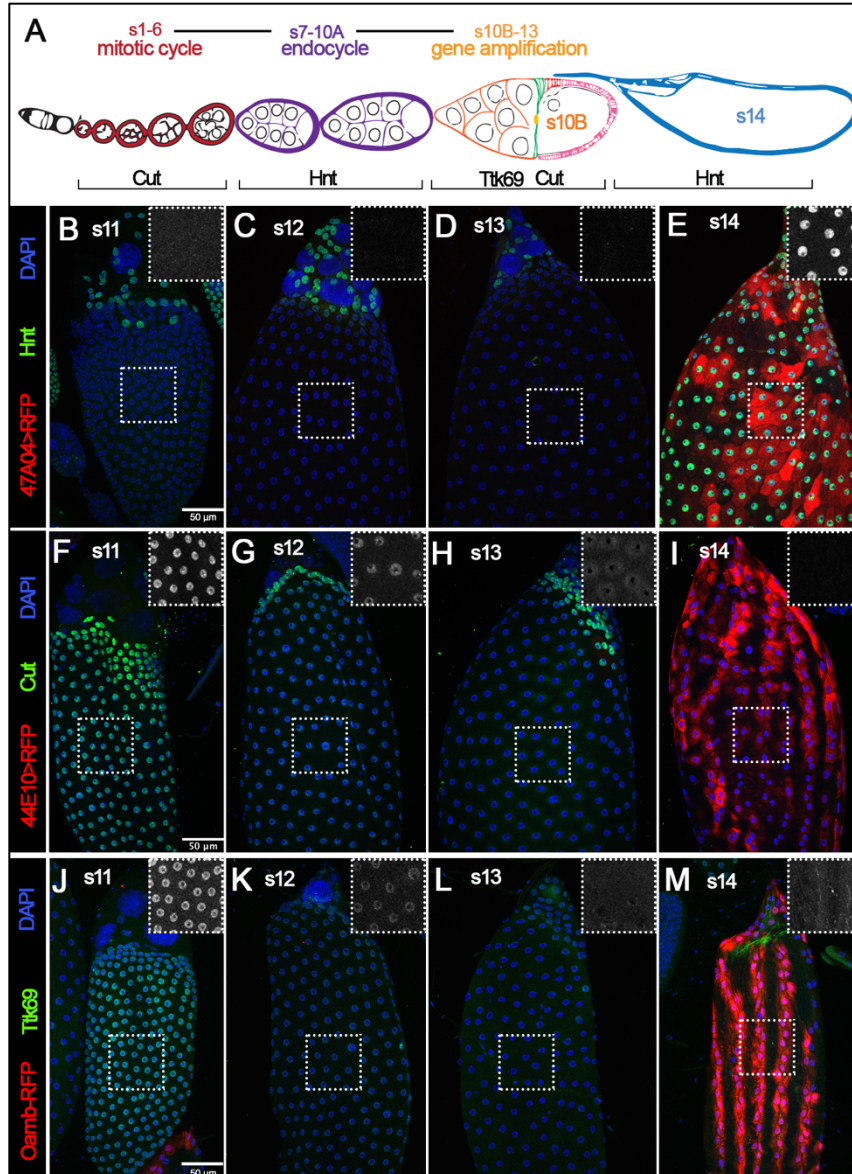 A
s1-6 s7-10A s10B-13
mitotic cycle endocycle gene amplification
s10B s14
Cut Hnt Ttk69 Cut Hnt
47A04>RFP Hnt DAPI
B s11
50 µm
C s12
D s13
E s14
44E10>RFP Cut DAPI
F s11
50 µm
G s12
H s13
I s14
Oamb-RFP Ttk69 DAPI
J s11
50 µm
K s12
L s13
M s14